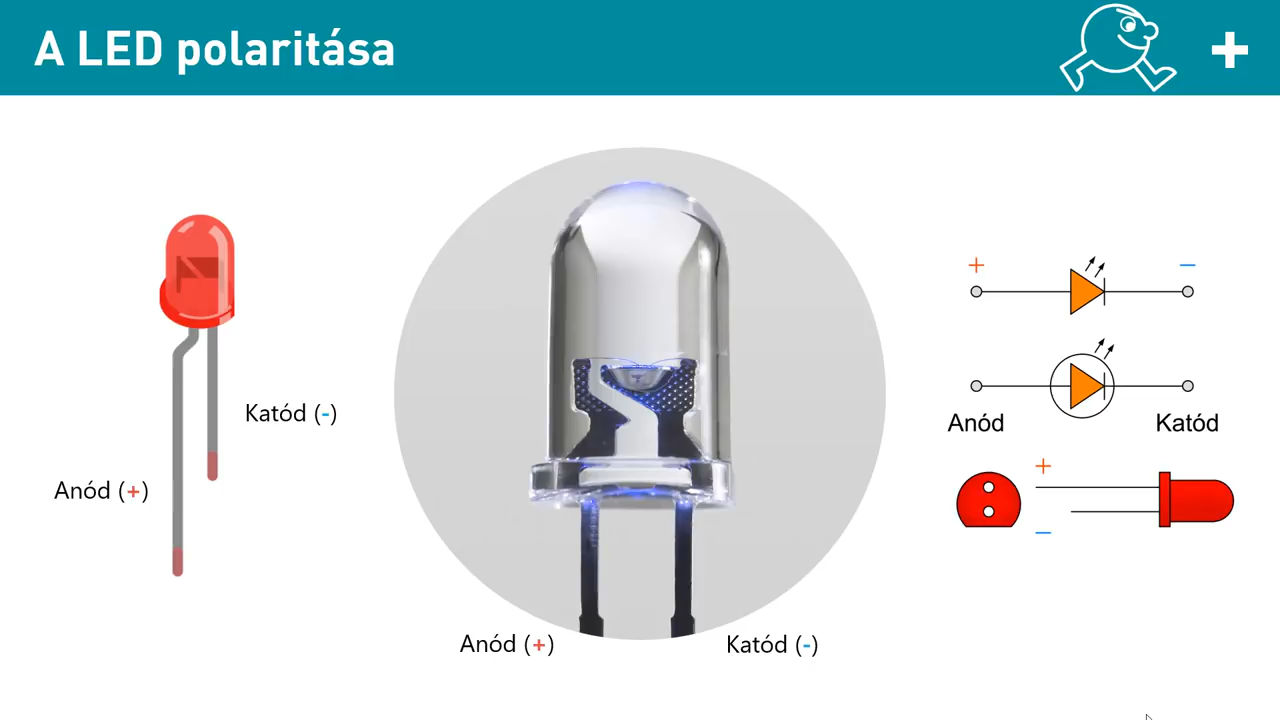 A LED polaritása
+
Katód (-)
Anód (+)
Anód (+)
Katód (-)
+ −
Anód Katód
+
−